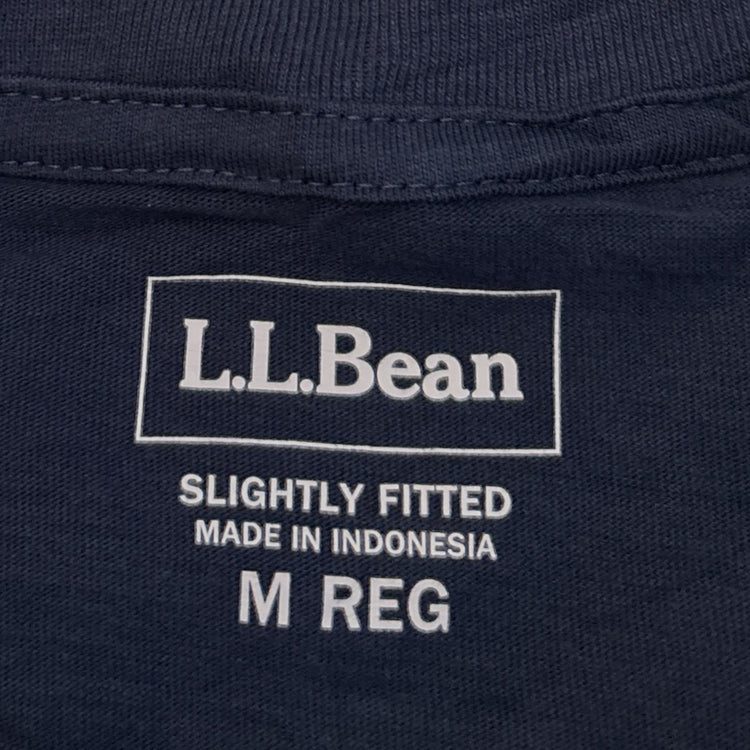 L.L.Bean
SLIGHTLY FITTED
MADE IN INDONESIA
M REG